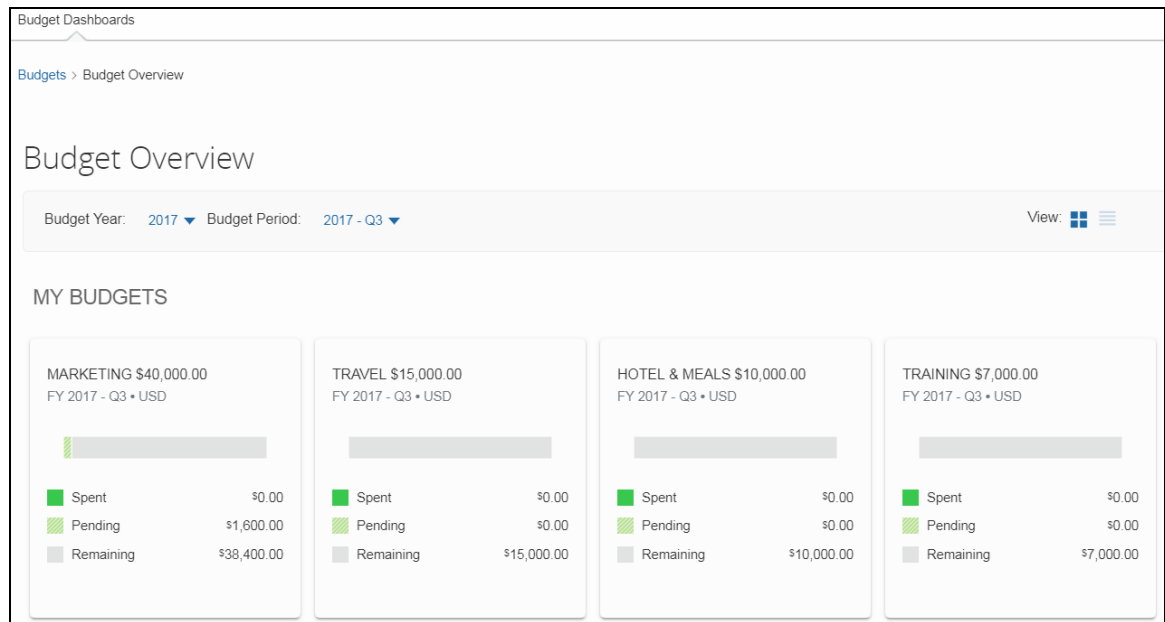 Budget Dashboards
Budgets > Budget Overview
Budget Overview
Budget Year: 2017 Budget Period: 2017 - Q3 View:
MY BUDGETS
MARKETING $40,000.00
FY 2017 - Q3 • USD
Spent $0.00
Pending $1,600.00
Remaining $38,400.00
TRAVEL $15,000.00
FY 2017 - Q3 • USD
Spent $0.00
Pending $0.00
Remaining $15,000.00
HOTEL & MEALS $10,000.00
FY 2017 - Q3 • USD
Spent $0.00
Pending $0.00
Remaining $10,000.00
TRAINING $7,000.00
FY 2017 - Q3 • USD
Spent $0.00
Pending $0.00
Remaining $7,000.00